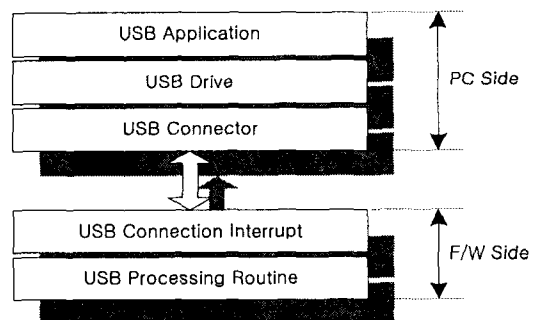 USB Application
USB Drive
USB Connector
PC Side
USB Connection Interrupt
USB Processing Routine
F/W Side